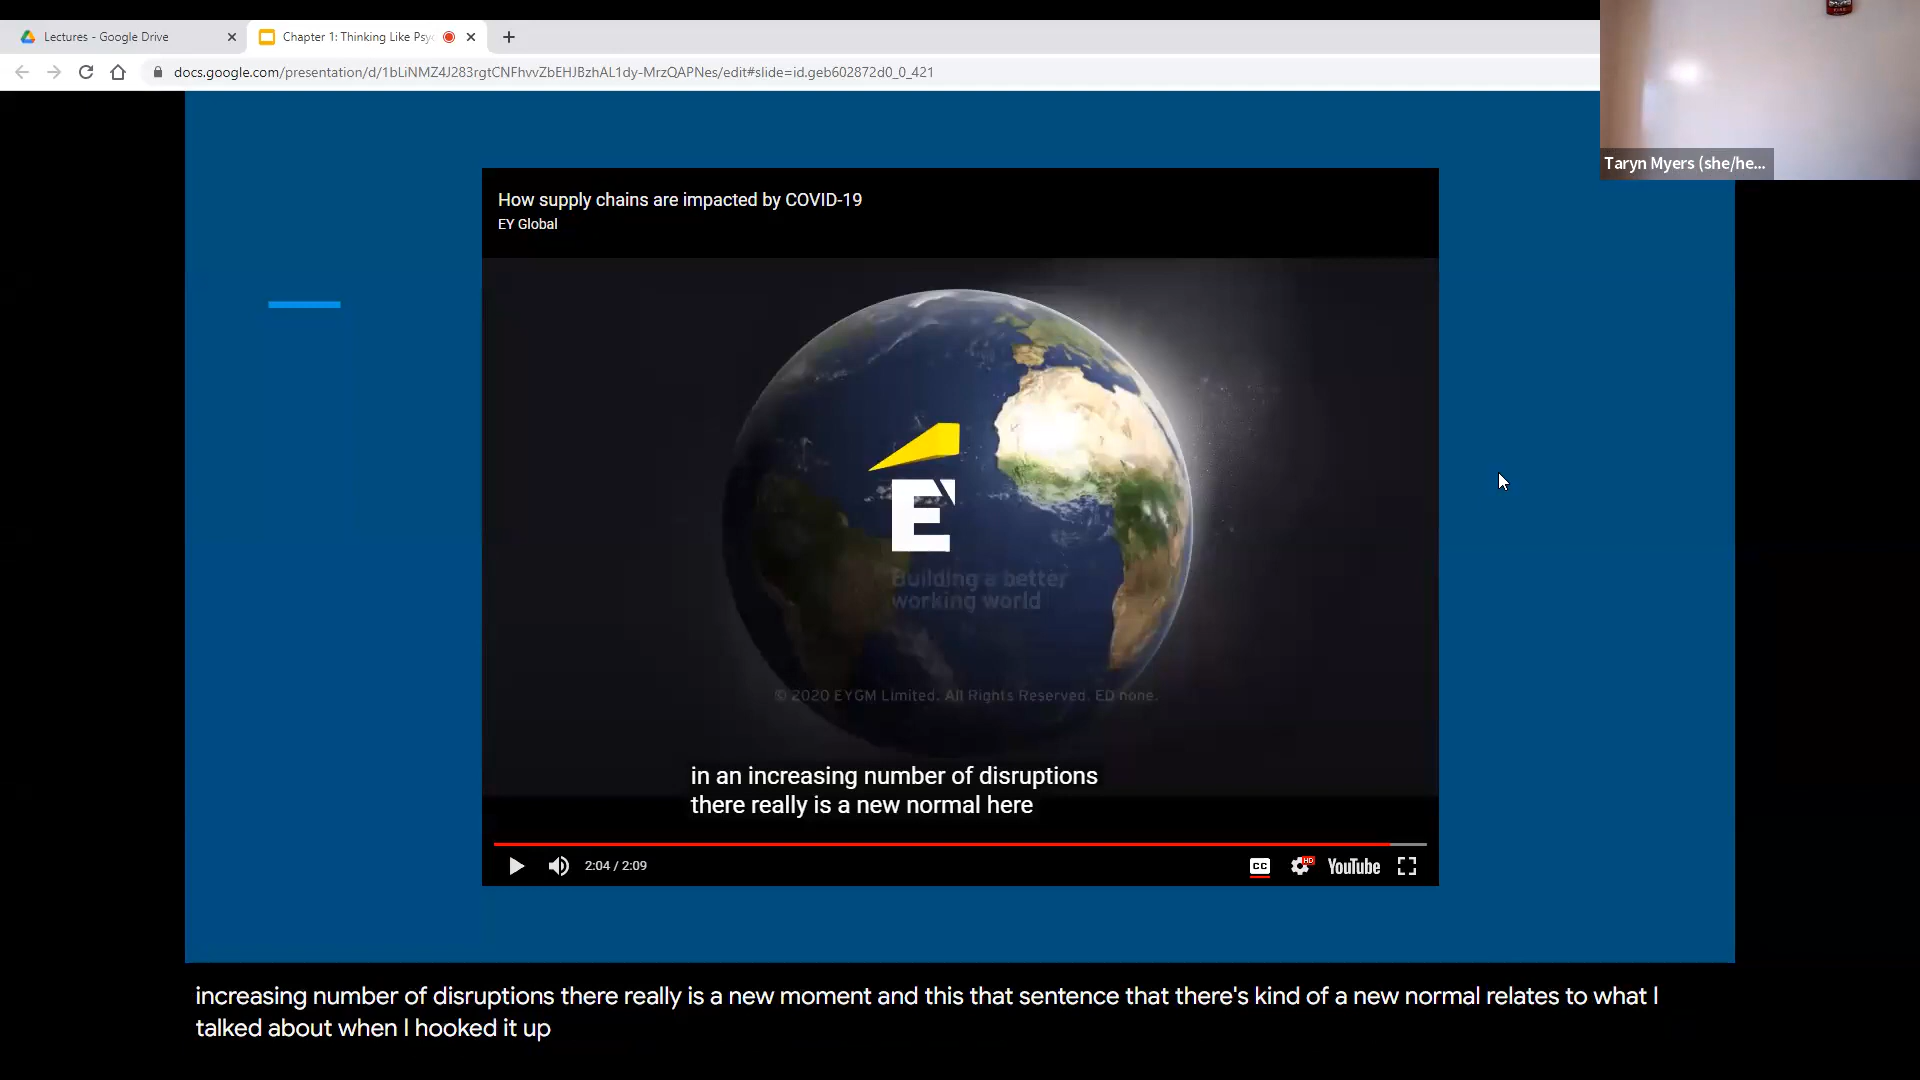 Lectures - Google Drive
Chapter 1: Thinking Like Psy
docs.google.com/presentation/d/1bLiNMZ4J283rgtCNFhvvZbEHJBzhAL1dy-MrzQAPNes/edit#slide=id.geb602872d0_0_421
Taryn Myers (she/he...
How supply chains are impacted by COVID-19
EY Global
E
Building a better
working world
© 2020 EYGM Limited. All Rights Reserved. ED none.
in an increasing number of disruptions
there really is a new normal here
2:04 / 2:09
CC
HD
YouTube
increasing number of disruptions there really is a new moment and this that sentence that there's kind of a new normal relates to what I
talked about when I hooked it up